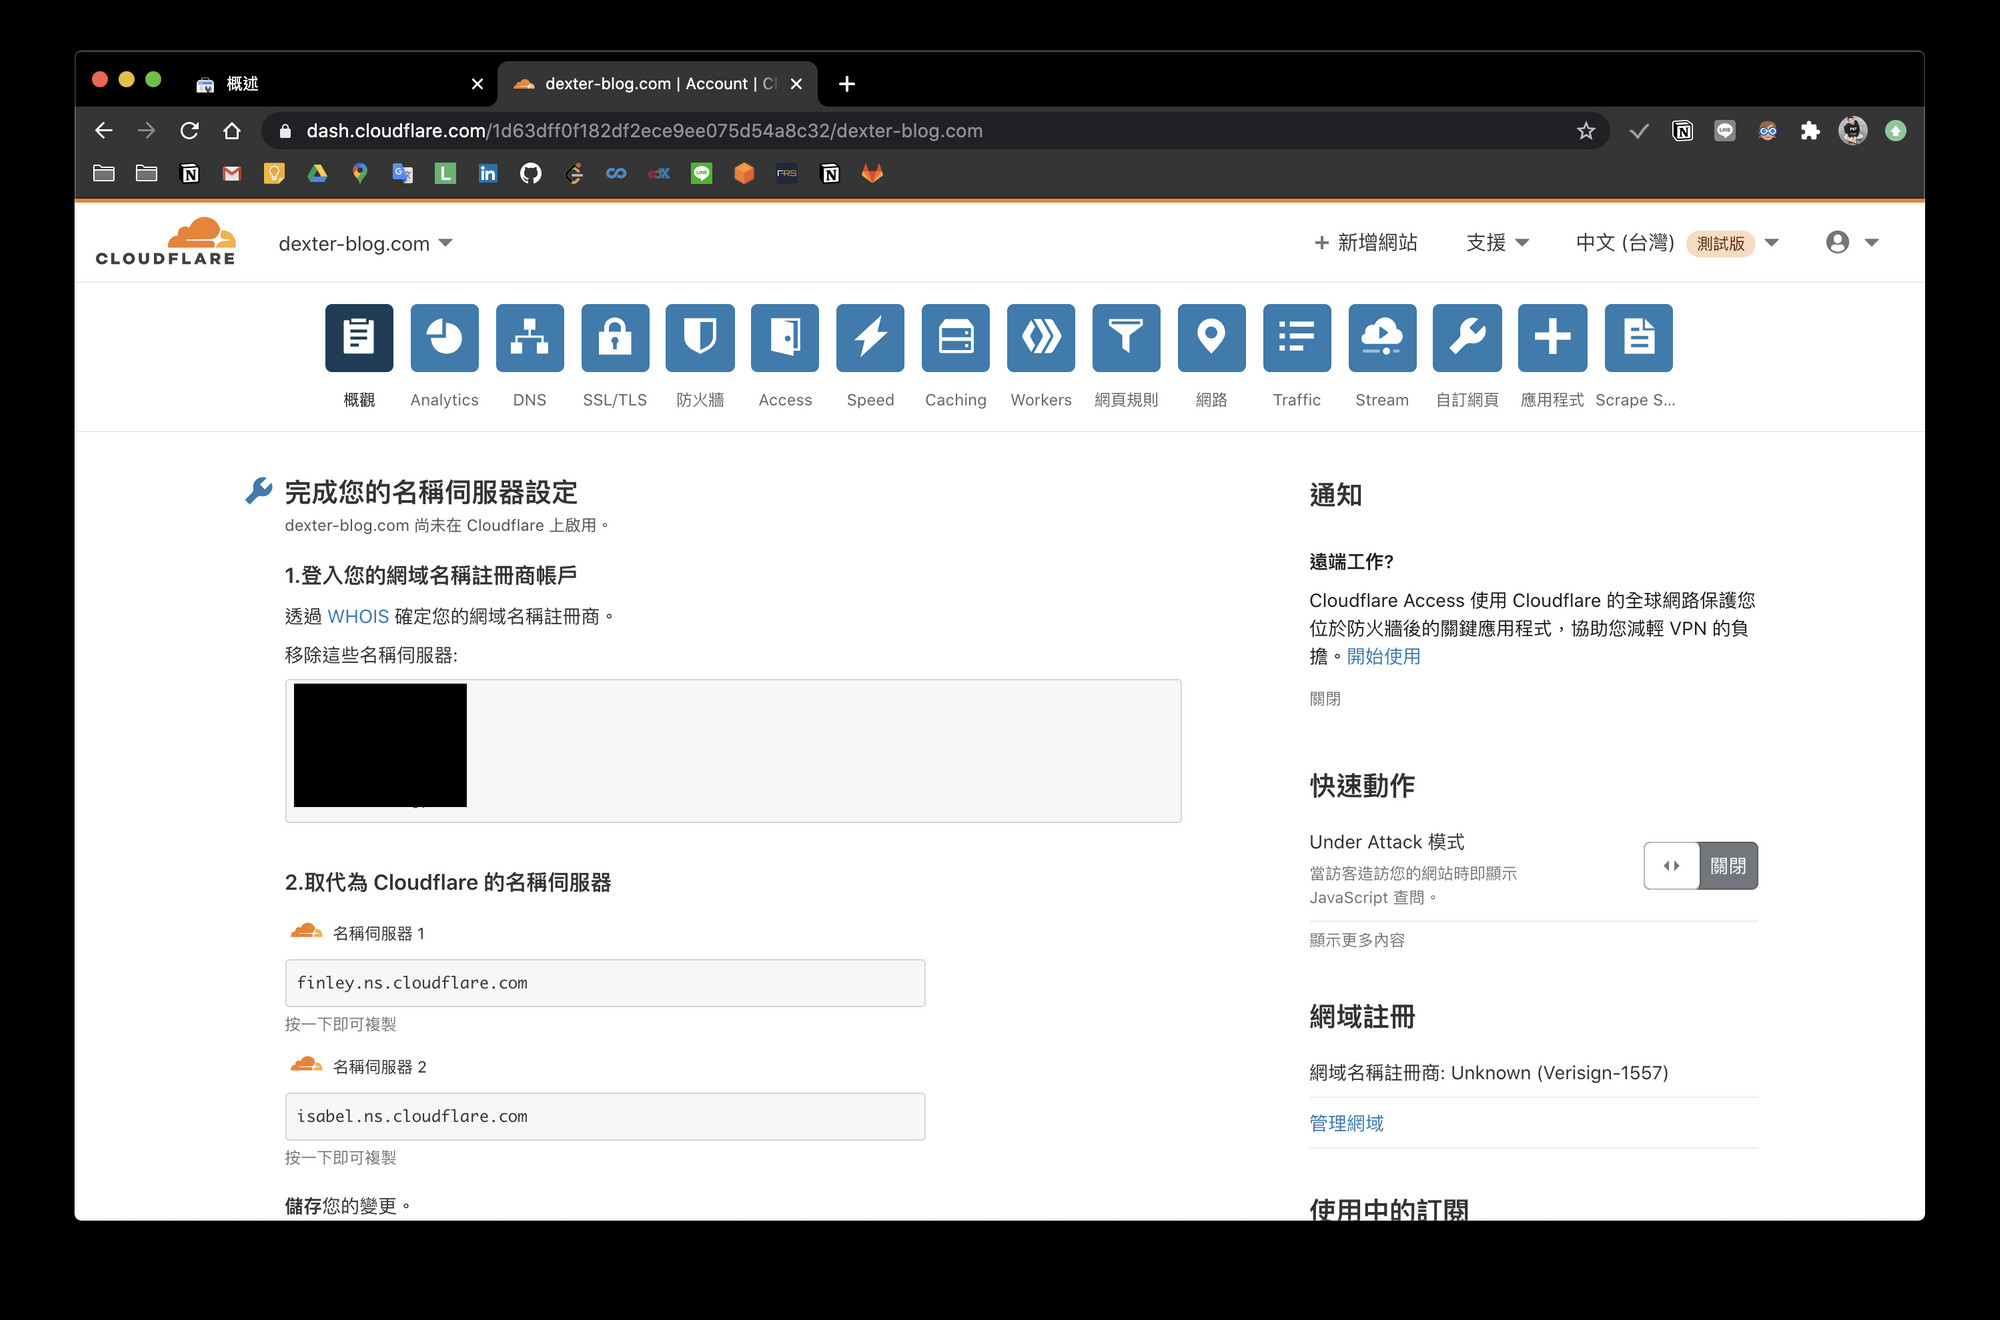 概述
dexter-blog.com | Account | Cl
dash.cloudflare.com/1d63dff0f182df2ece9ee075d54a8c32/dexter-blog.com
CLOUDFLARE
dexter-blog.com
+ 新增網站
支援
中文 (台灣) 測試版
概觀
Analytics
DNS
SSL/TLS
防火牆
Access
Speed
Caching
Workers
網頁規則
網路
Traffic
Stream
自訂網頁
應用程式
Scrape S...
完成您的名稱伺服器設定
dexter-blog.com 尚未在 Cloudflare 上啟用。
1.登入您的網域名稱註冊商帳戶
透過 WHOIS 確定您的網域名稱註冊商。
移除這些名稱伺服器:
2.取代為 Cloudflare 的名稱伺服器
名稱伺服器 1
finley.ns.cloudflare.com
按一下即可複製
名稱伺服器 2
isabel.ns.cloudflare.com
按一下即可複製
儲存您的變更。
通知
遠端工作?
Cloudflare Access 使用 Cloudflare 的全球網路保護您
位於防火牆後的關鍵應用程式，協助您減輕 VPN 的負
擔。開始使用
關閉
快速動作
Under Attack 模式
當訪客造訪您的網站時即顯示
JavaScript 查問。
關閉
顯示更多內容
網域註冊
網域名稱註冊商: Unknown (Verisign-1557)
管理網域
使用中的訂閱